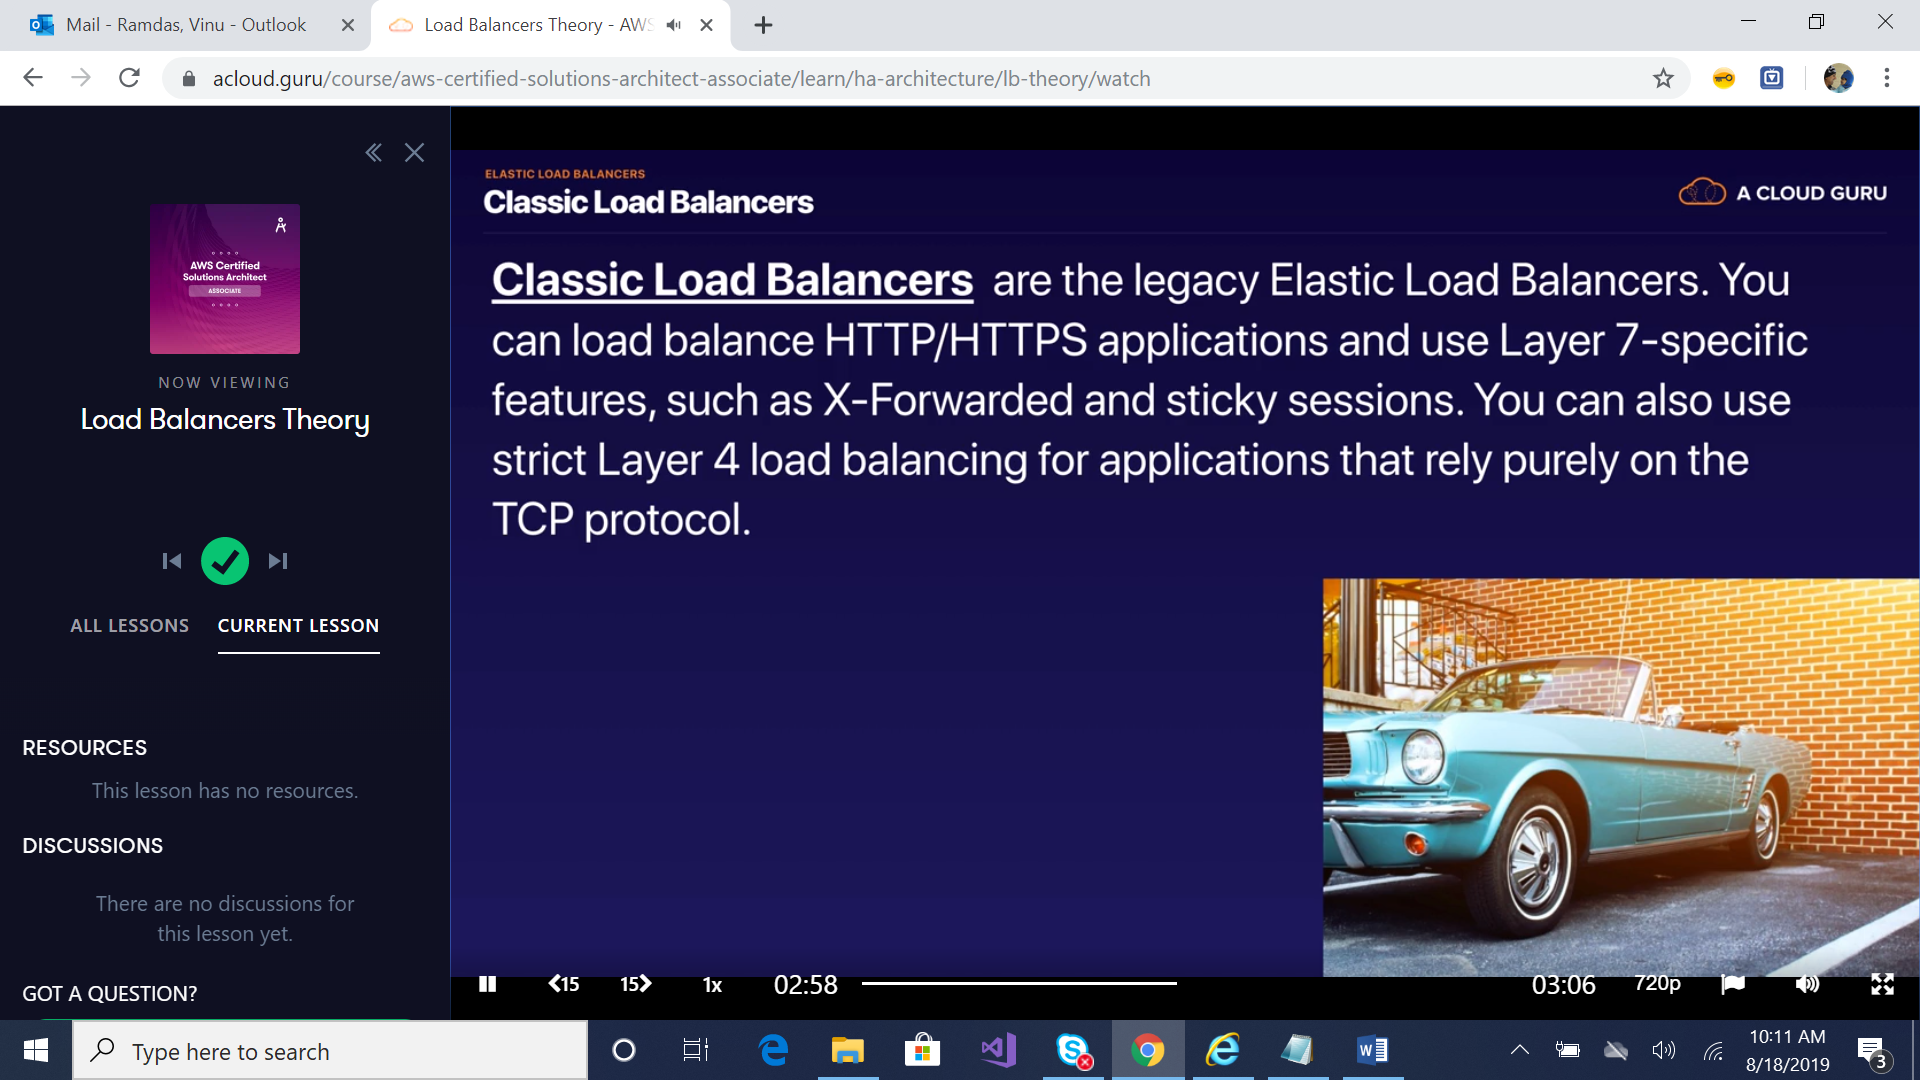 Mail - Ramdas, Vinu - Outlook
Load Balancers Theory - AWS
acloud.guru/course/aws-certified-solutions-architect-associate/learn/ha-architecture/lb-theory/watch
AWS Certified
Solutions Architect
ASSOCIATE
NOW VIEWING
Load Balancers Theory
ALL LESSONS
CURRENT LESSON
RESOURCES
This lesson has no resources.
DISCUSSIONS
There are no discussions for
this lesson yet.
GOT A QUESTION?
ELASTIC LOAD BALANCERS
Classic Load Balancers
A CLOUD GURU
Classic Load Balancers are the legacy Elastic Load Balancers. You
can load balance HTTP/HTTPS applications and use Layer 7-specific
features, such as X-Forwarded and sticky sessions. You can also use
strict Layer 4 load balancing for applications that rely purely on the
TCP protocol.
15
15
1x
02:58
03:06
720p
Type here to search
10:11 AM
8/18/2019
3